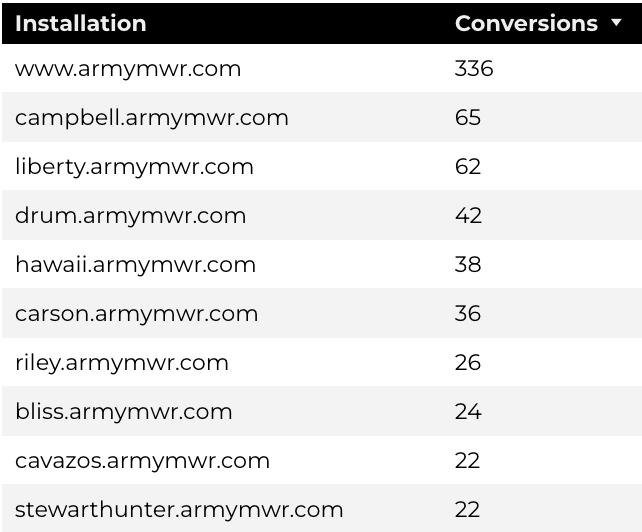 Installation Conversions ▼
www.armymwr.com 336
campbell.armymwr.com 65
liberty.armymwr.com 62
drum.armymwr.com 42
hawaii.armymwr.com 38
carson.armymwr.com 36
riley.armymwr.com 26
bliss.armymwr.com 24
cavazos.armymwr.com 22
stewarthunter.armymwr.com 22